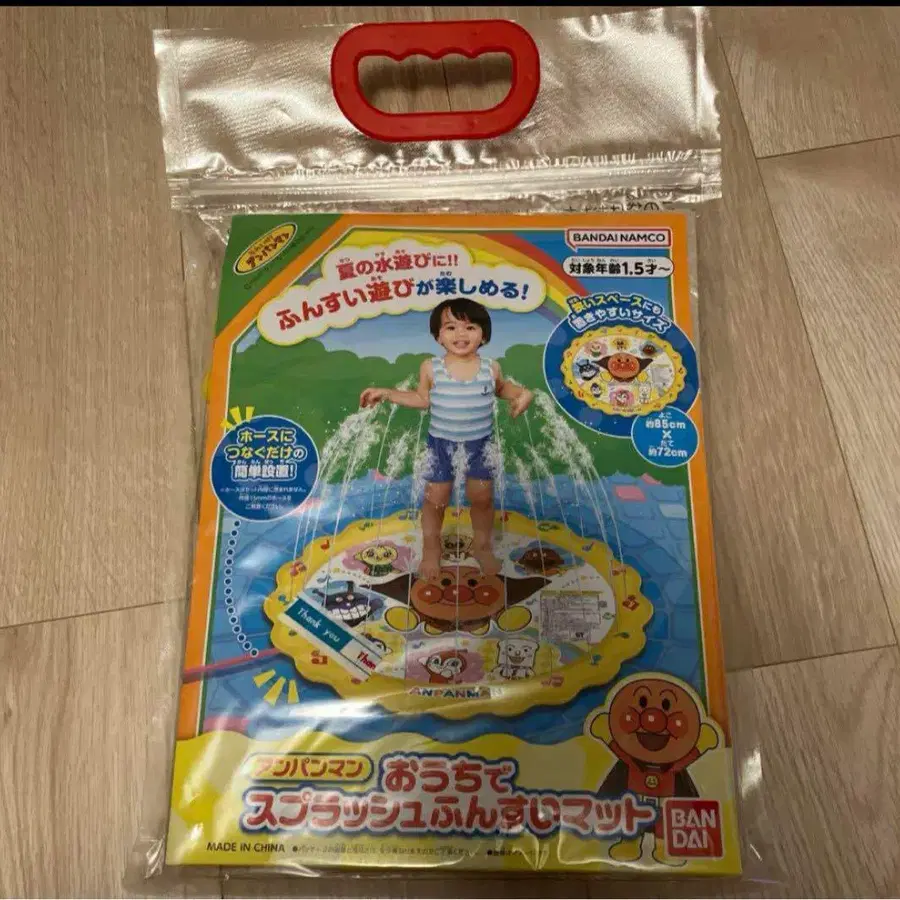 アンパンマン
BANDAI NAMCO
対象年齢1.5才〜
夏の水遊びに!!
ふんすい遊びが楽しめる!
狭いスペースにも
置きやすいサイズ
よこ
約85cm
×
たて
約72cm
ホースに
つなぐだけの
簡単設置!
Thank you
Than
ANPANMAN
アンパンマン
おうちで
スプラッシュふんすいマット
BAN
DAI
MADE IN CHINA